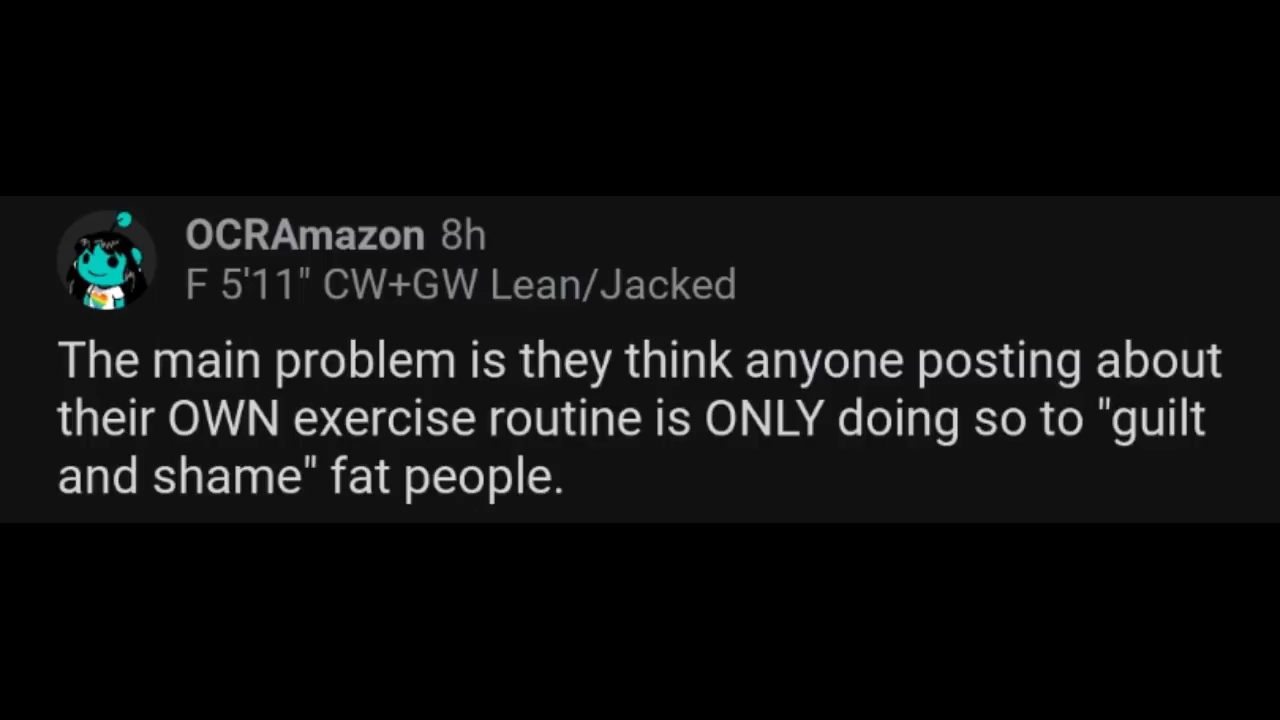 OCRAmazon 8h
F 5'11" CW+GW Lean/Jacked
The main problem is they think anyone posting about
their OWN exercise routine is ONLY doing so to "guilt
and shame" fat people.